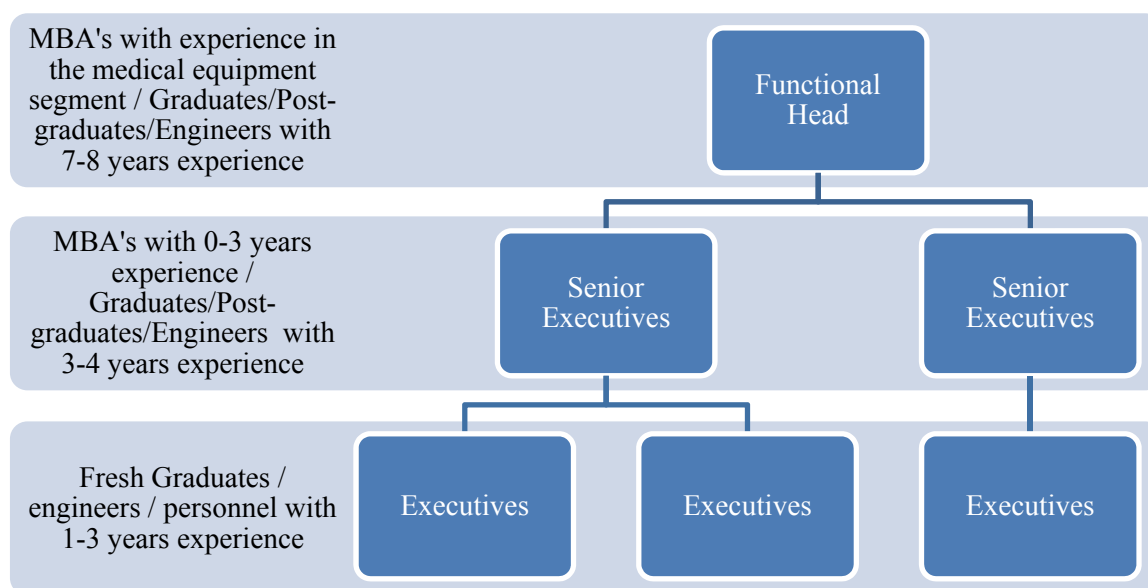 MBA's with experience in
the medical equipment
segment / Graduates/Post-
graduates/Engineers with
7-8 years experience
Functional
Head
MBA's with 0-3 years
experience /
Graduates/Post-
graduates/Engineers  with
3-4 years experience
Senior
Executives
Senior
Executives
Fresh Graduates /
engineers / personnel with
1-3 years experience
Executives
Executives
Executives